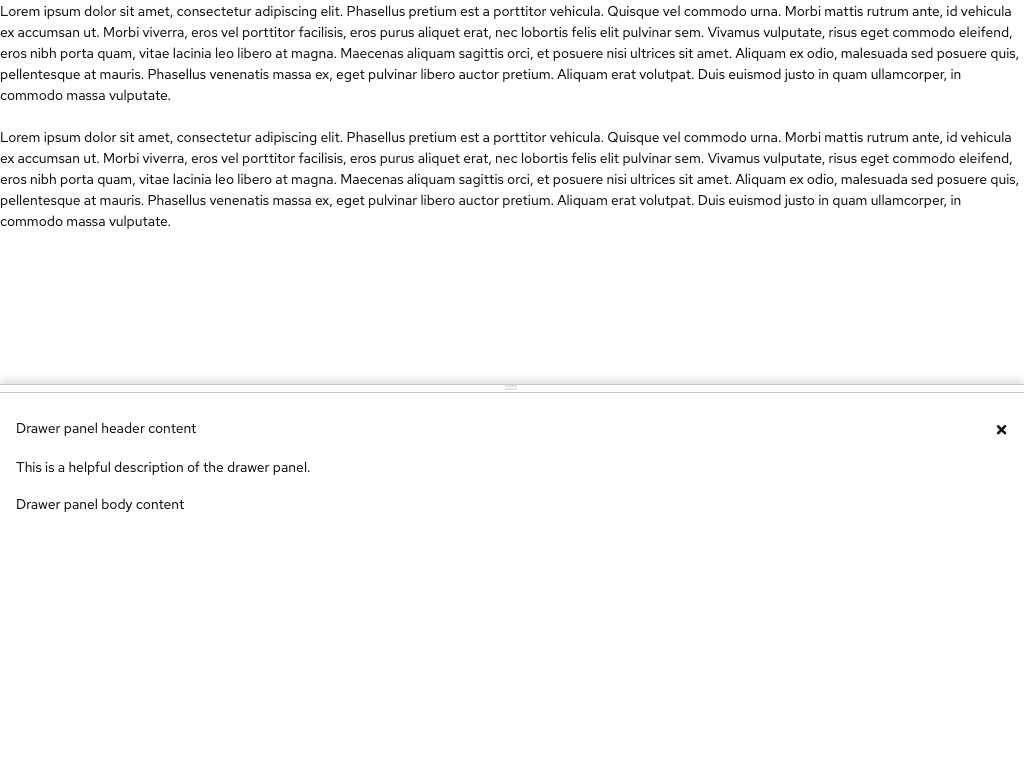 Lorem ipsum dolor sit amet, consectetur adipiscing elit. Phasellus pretium est a porttitor vehicula. Quisque vel commodo urna. Morbi mattis rutrum ante, id vehicula
ex accumsan ut. Morbi viverra, eros vel porttitor facilisis, eros purus aliquet erat, nec lobortis felis elit pulvinar sem. Vivamus vulputate, risus eget commodo eleifend,
eros nibh porta quam, vitae lacinia leo libero at magna. Maecenas aliquam sagittis orci, et posuere nisi ultrices sit amet. Aliquam ex odio, malesuada sed posuere quis,
pellentesque at mauris. Phasellus venenatis massa ex, eget pulvinar libero auctor pretium. Aliquam erat volutpat. Duis euismod justo in quam ullamcorper, in
commodo massa vulputate.
Lorem ipsum dolor sit amet, consectetur adipiscing elit. Phasellus pretium est a porttitor vehicula. Quisque vel commodo urna. Morbi mattis rutrum ante, id vehicula
ex accumsan ut. Morbi viverra, eros vel porttitor facilisis, eros purus aliquet erat, nec lobortis felis elit pulvinar sem. Vivamus vulputate, risus eget commodo eleifend,
eros nibh porta quam, vitae lacinia leo libero at magna. Maecenas aliquam sagittis orci, et posuere nisi ultrices sit amet. Aliquam ex odio, malesuada sed posuere quis,
pellentesque at mauris. Phasellus venenatis massa ex, eget pulvinar libero auctor pretium. Aliquam erat volutpat. Duis euismod justo in quam ullamcorper, in
commodo massa vulputate.
Drawer panel header content
This is a helpful description of the drawer panel.
Drawer panel body content